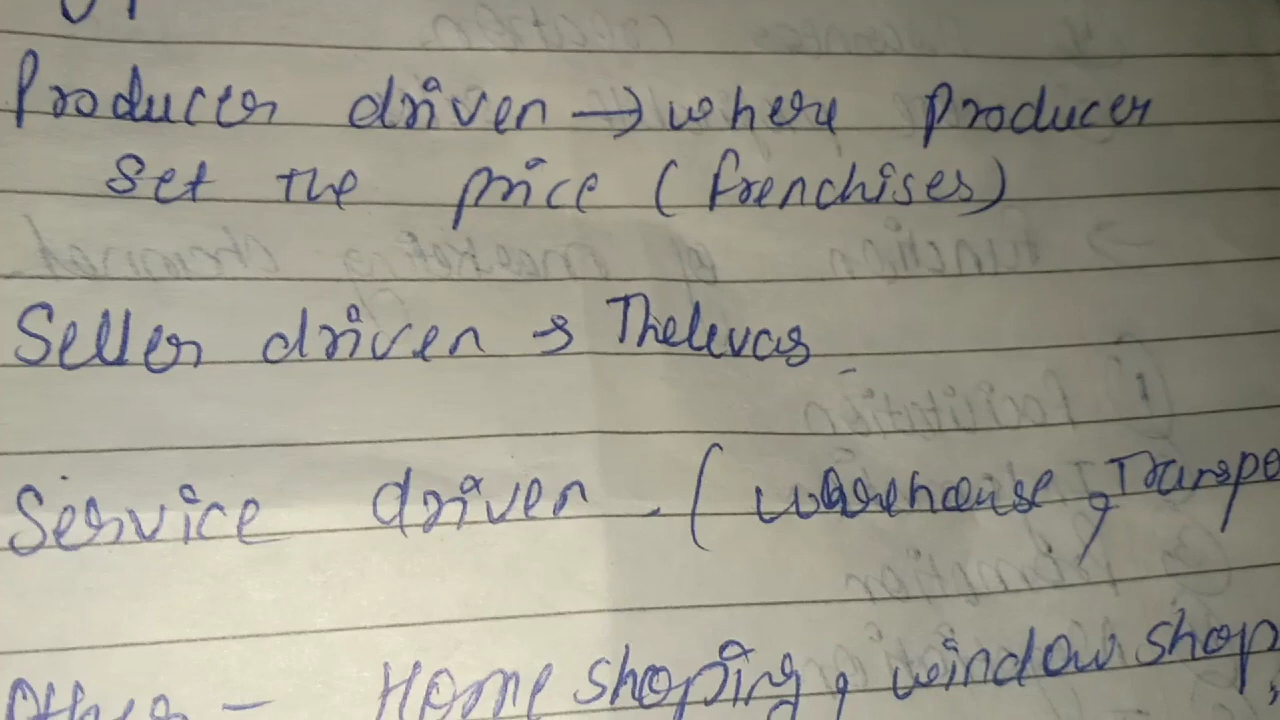 Producer driven → where producer
set the price (frenchises)
Seller driven → Thelevas
Service driven - (warehouse, Transpo
Others - Home shoping, window shop,